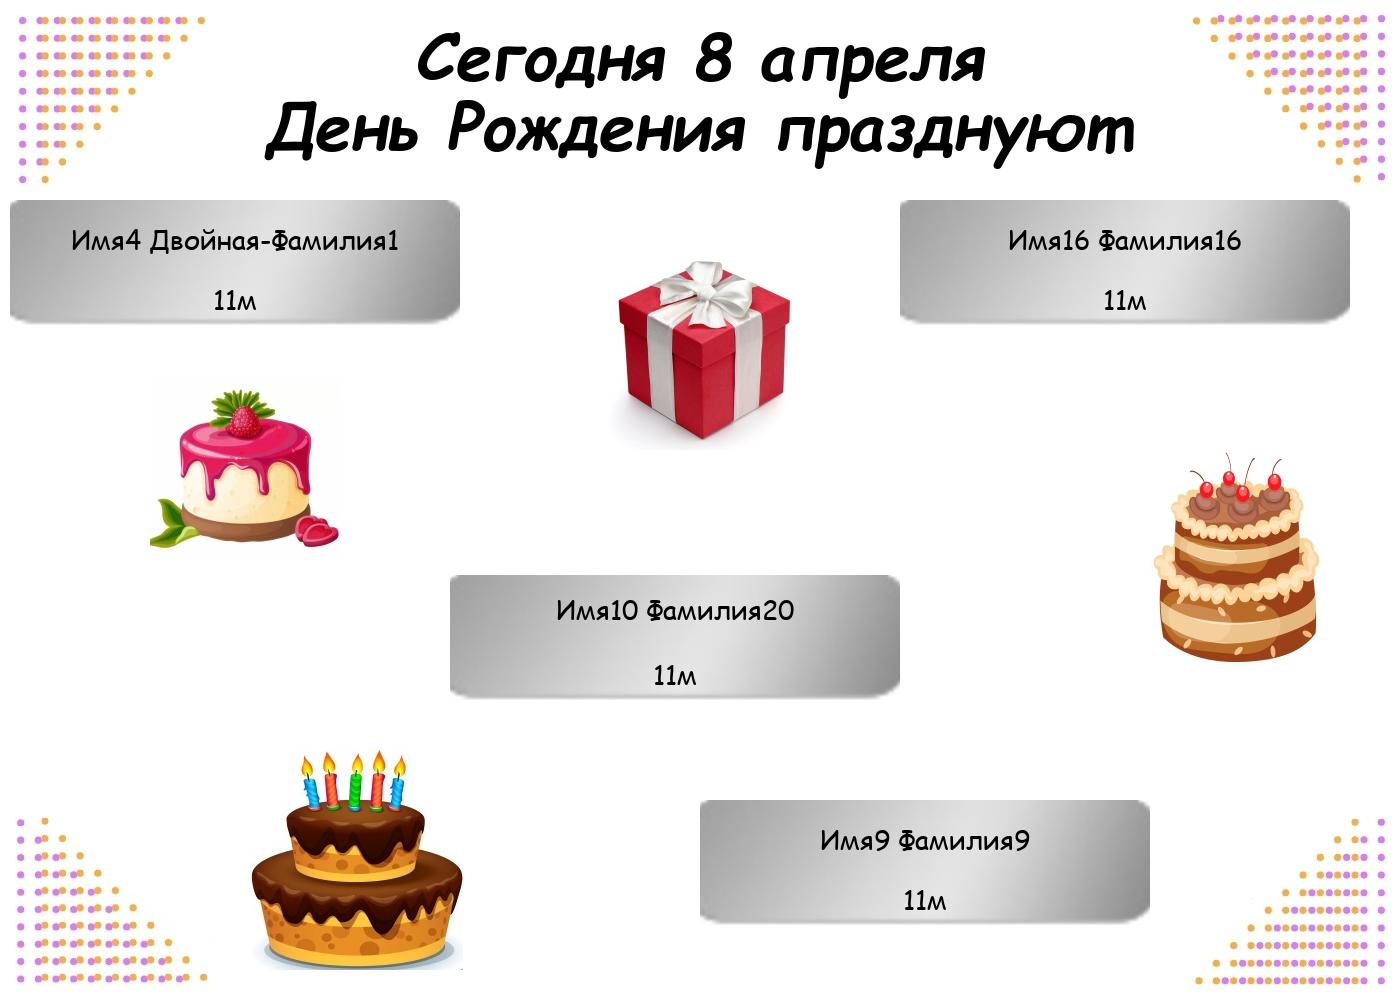 Сегодня 8 апреля
День Рождения празднуют
Имя4 Двойная-Фамилия1
11м
Имя16 Фамилия16
11м
Имя10 Фамилия20
11м
Имя9 Фамилия9
11м